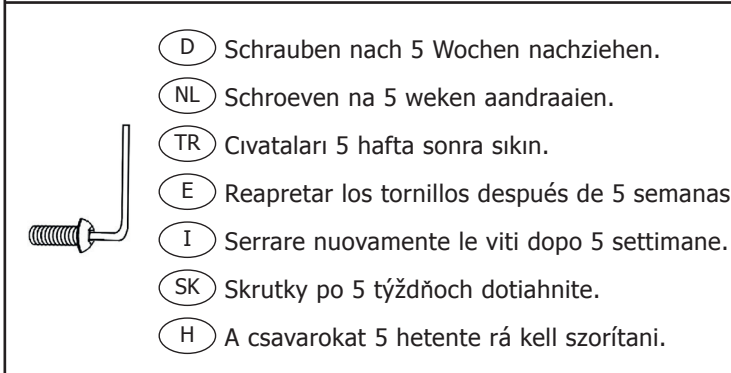 D Schrauben nach 5 Wochen nachziehen.
NL Schroeven na 5 weken aandraaien.
TR Cıvataları 5 hafta sonra sıkın.
E Reapretar los tornillos después de 5 semanas
I Serrare nuovamente le viti dopo 5 settimane.
SK Skrutky po 5 týždňoch dotiahnite.
H A csavarokat 5 hetente rá kell szorítani.